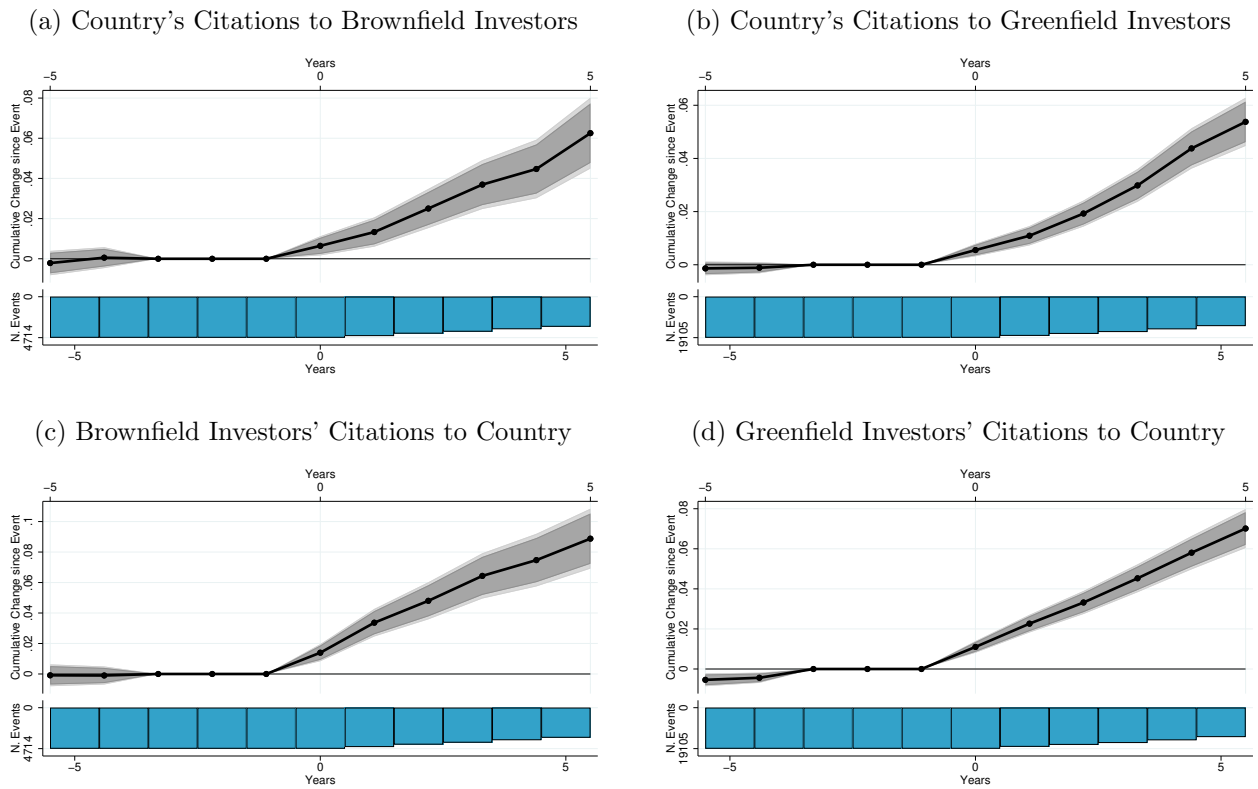 (a) Country's Citations to Brownfield Investors
Years
-5 0 5
Cumulative Change since Event
0 .02 .04 .06 .08
N. Events
0
4714
-5 0 5
Years
(b) Country's Citations to Greenfield Investors
Years
-5 0 5
Cumulative Change since Event
0 .02 .04 .06
N. Events
0
19105
-5 0 5
Years
(c) Brownfield Investors' Citations to Country
Years
-5 0 5
Cumulative Change since Event
0 .02 .04 .06 .08 .1
N. Events
0
4714
-5 0 5
Years
(d) Greenfield Investors' Citations to Country
Years
-5 0 5
Cumulative Change since Event
0 .02 .04 .06 .08
N. Events
0
19105
-5 0 5
Years